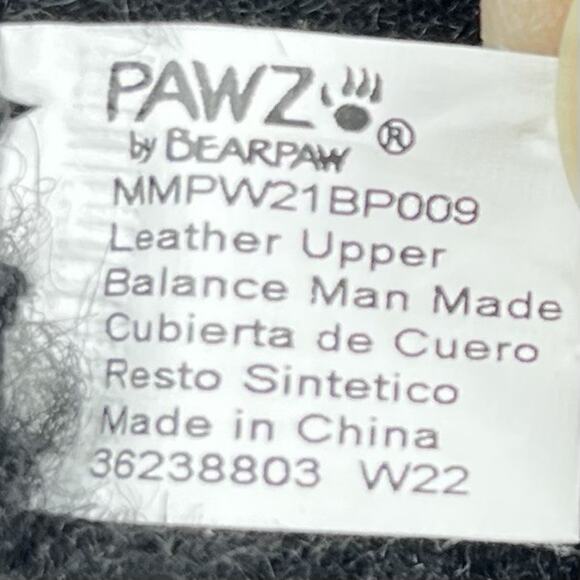 PAWZ ®
by BEARPAW
MMPW21BP009
Leather Upper
Balance Man Made
Cubierta de Cuero
Resto Sintetico
Made in China
36238803 W22